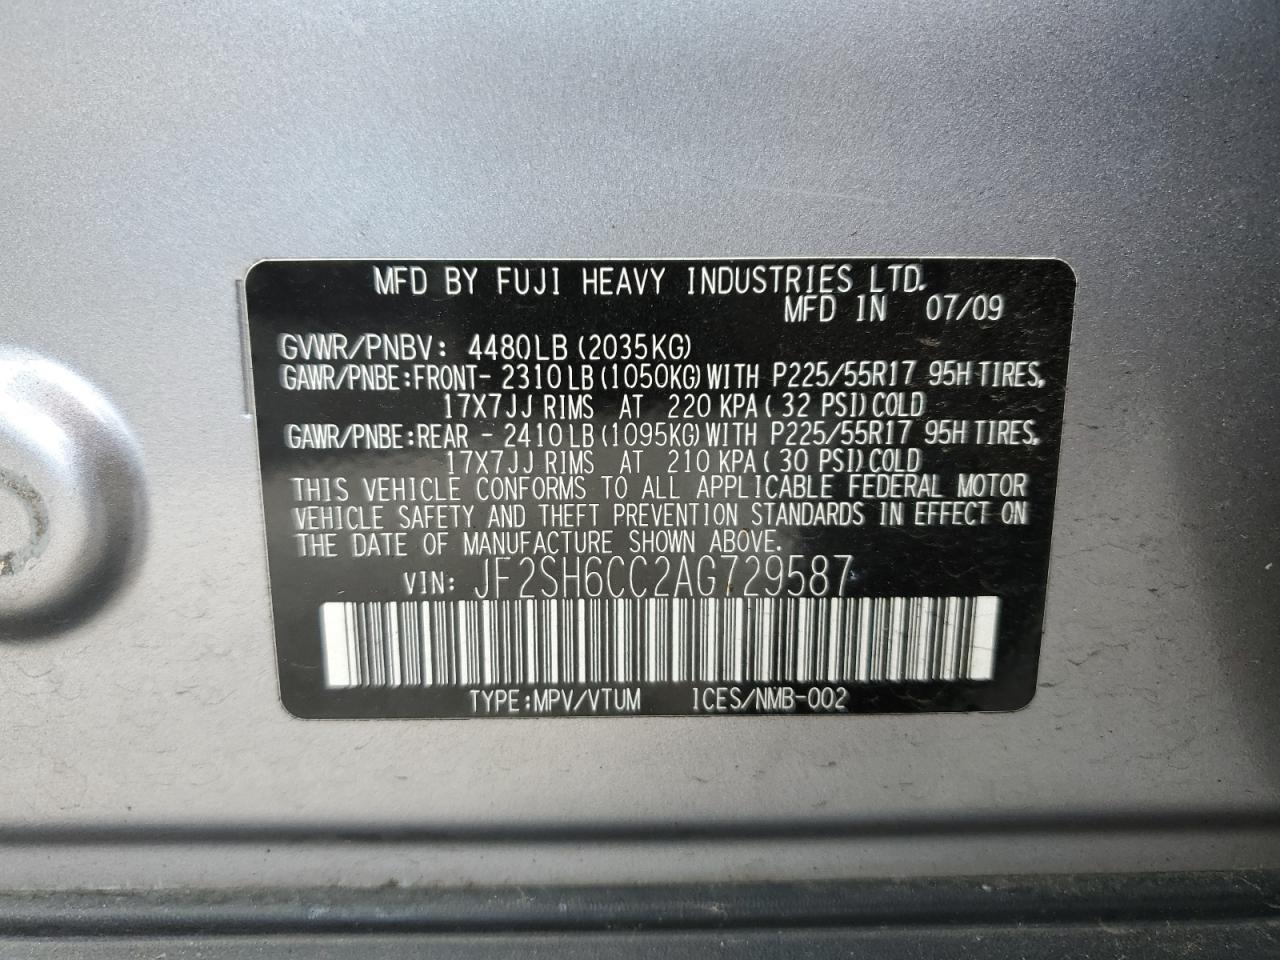 MFD BY FUJI HEAVY INDUSTRIES LTD.
MFD IN 07/09
GVWR/PNBV: 4480LB (2035KG)
GAWR/PNBE:FRONT- 2310LB (1050KG) WITH P225/55R17 95H TIRES,
17X7JJ RIMS AT 220 KPA ( 32 PSI) COLD
GAWR/PNBE:REAR - 2410LB (1095KG) WITH P225/55R17 95H TIRES,
17X7JJ RIMS AT 210 KPA ( 30 PSI) COLD
THIS VEHICLE CONFORMS TO ALL APPLICABLE FEDERAL MOTOR
VEHICLE SAFETY AND THEFT PREVENTION STANDARDS IN EFFECT ON
THE DATE OF MANUFACTURE SHOWN ABOVE.
VIN: JF2SH6CC2AG729587
TYPE:MPV/VTUM ICES/NMB-002